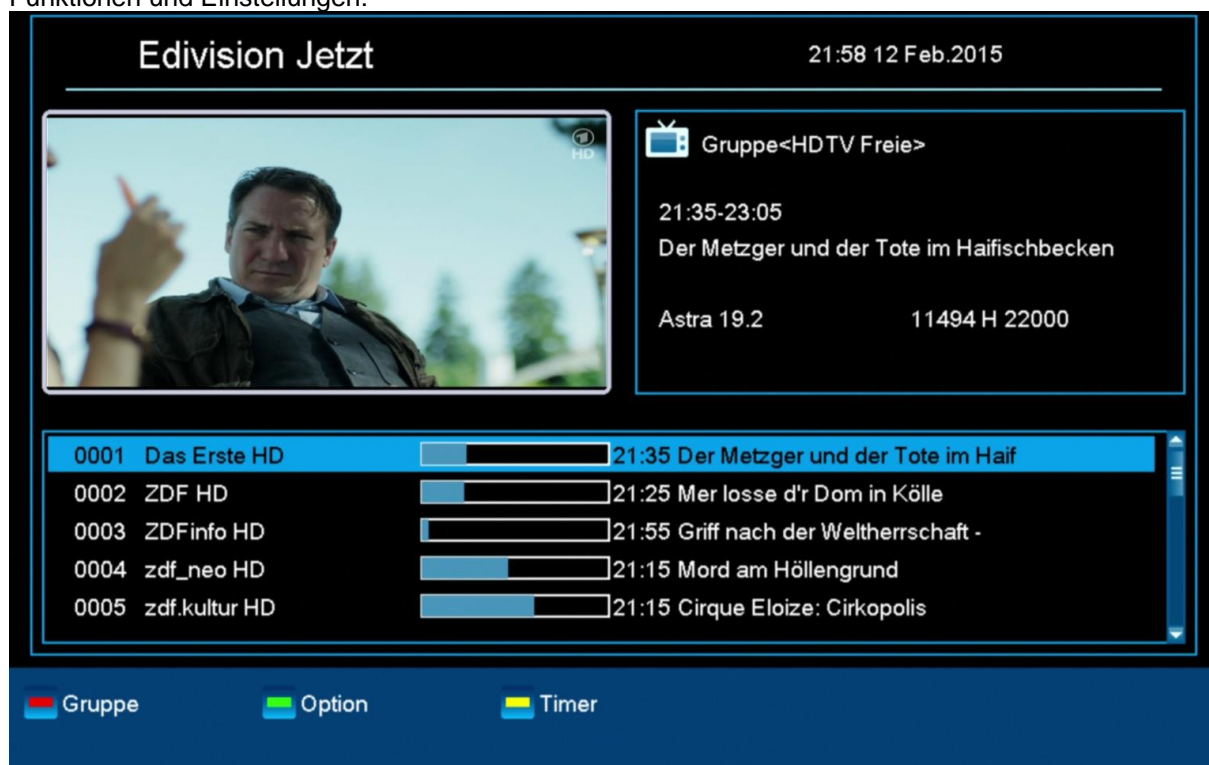 Funktionen und Einstellungen.
Edivision Jetzt
21:58 12 Feb.2015
HD
Gruppe<HDTV Freie>
21:35-23:05
Der Metzger und der Tote im Haifischbecken
Astra 19.2 11494 H 22000
0001 Das Erste HD 21:35 Der Metzger und der Tote im Haif
0002 ZDF HD 21:25 Mer losse d'r Dom in Kölle
0003 ZDFinfo HD 21:55 Griff nach der Weltherrschaft -
0004 zdf_neo HD 21:15 Mord am Höllengrund
0005 zdf.kultur HD 21:15 Cirque Eloize: Cirkopolis
Gruppe Option Timer